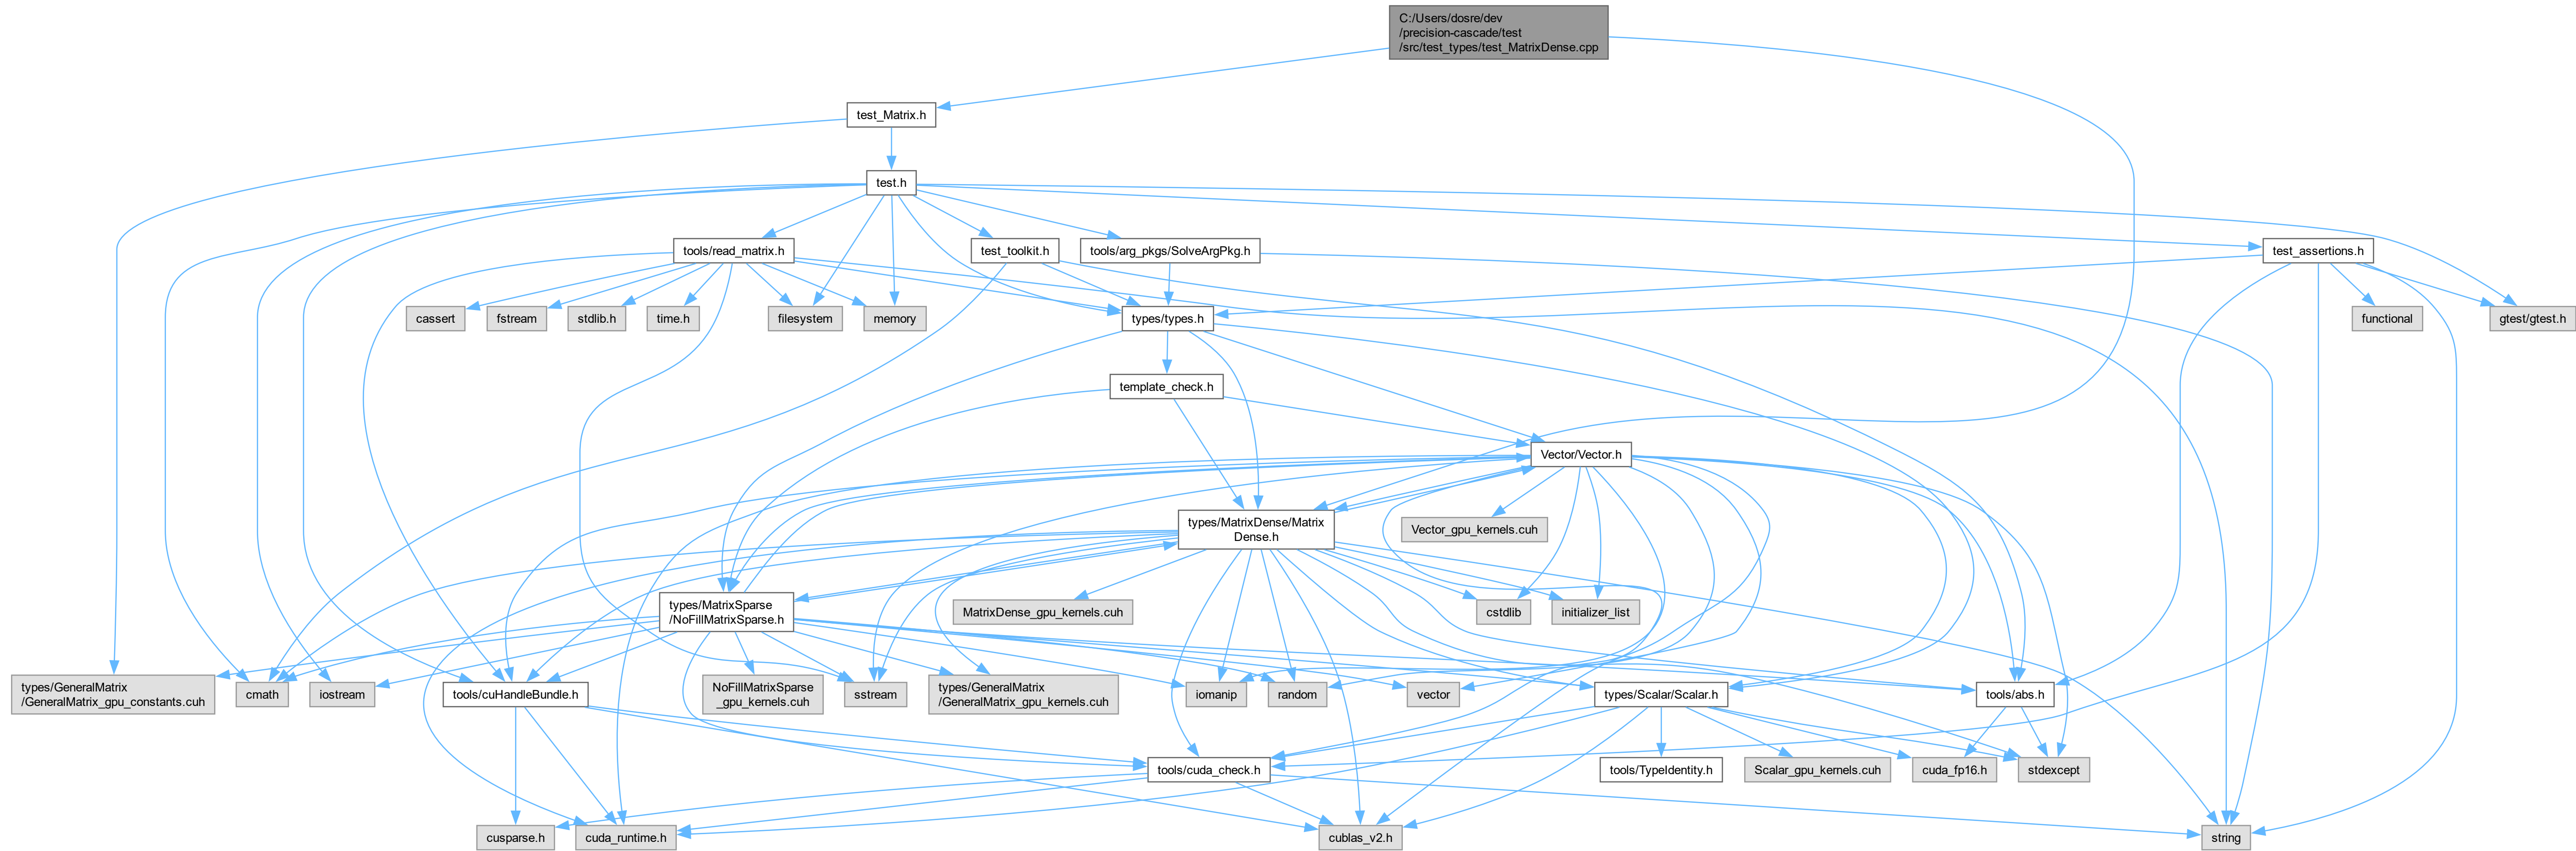 C:/Users/dosre/dev
/precision-cascade/test
/src/test_types/test_MatrixDense.cpp
test_Matrix.h
test.h
tools/read_matrix.h
test_toolkit.h
tools/arg_pkgs/SolveArgPkg.h
test_assertions.h
cassert
fstream
stdlib.h
time.h
filesystem
memory
types/types.h
functional
gtest/gtest.h
template_check.h
Vector/Vector.h
types/MatrixDense/Matrix
Dense.h
Vector_gpu_kernels.cuh
types/MatrixSparse
/NoFillMatrixSparse.h
MatrixDense_gpu_kernels.cuh
cstdlib
initializer_list
types/GeneralMatrix
/GeneralMatrix_gpu_constants.cuh
cmath
iostream
tools/cuHandleBundle.h
NoFillMatrixSparse
_gpu_kernels.cuh
sstream
types/GeneralMatrix
/GeneralMatrix_gpu_kernels.cuh
iomanip
random
vector
types/Scalar/Scalar.h
tools/abs.h
tools/cuda_check.h
tools/TypeIdentity.h
Scalar_gpu_kernels.cuh
cuda_fp16.h
stdexcept
cusparse.h
cuda_runtime.h
cublas_v2.h
string